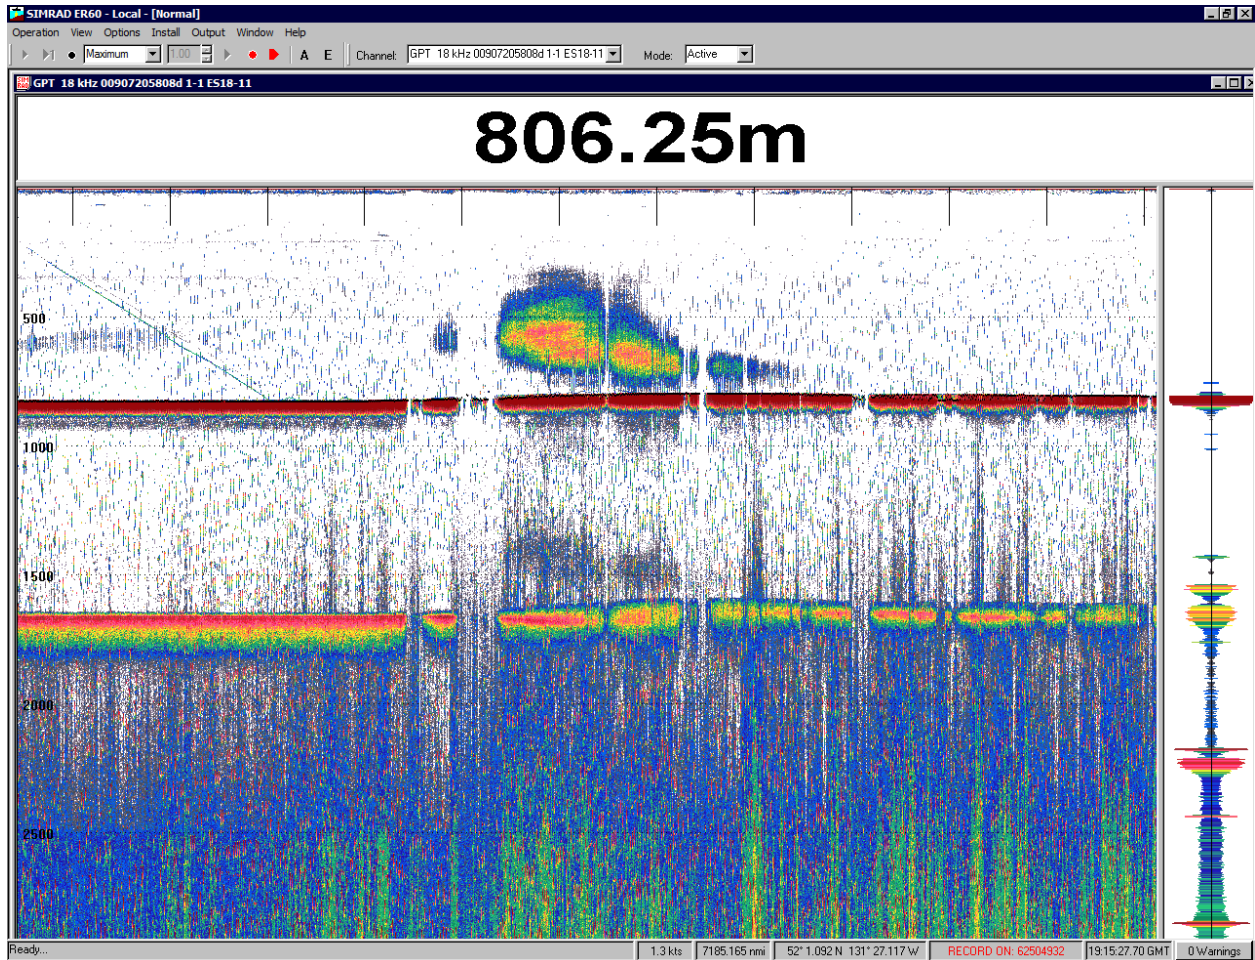 SIMRAD ER60 - Local - [Normal]
Operation View Options Install Output Window Help
Maximum 1.00 A E Channel: GPT 18 kHz 00907205808d 1-1 ES18-11 Mode: Active
GPT 18 kHz 00907205808d 1-1 ES18-11
806.25m
500
1000
1500
2000
2500
Ready... 1.3 kts 7185.165 nmi 52° 1.092 N 131° 27.117 W RECORD ON: 62504932 19:15:27.70 GMT 0 Warnings